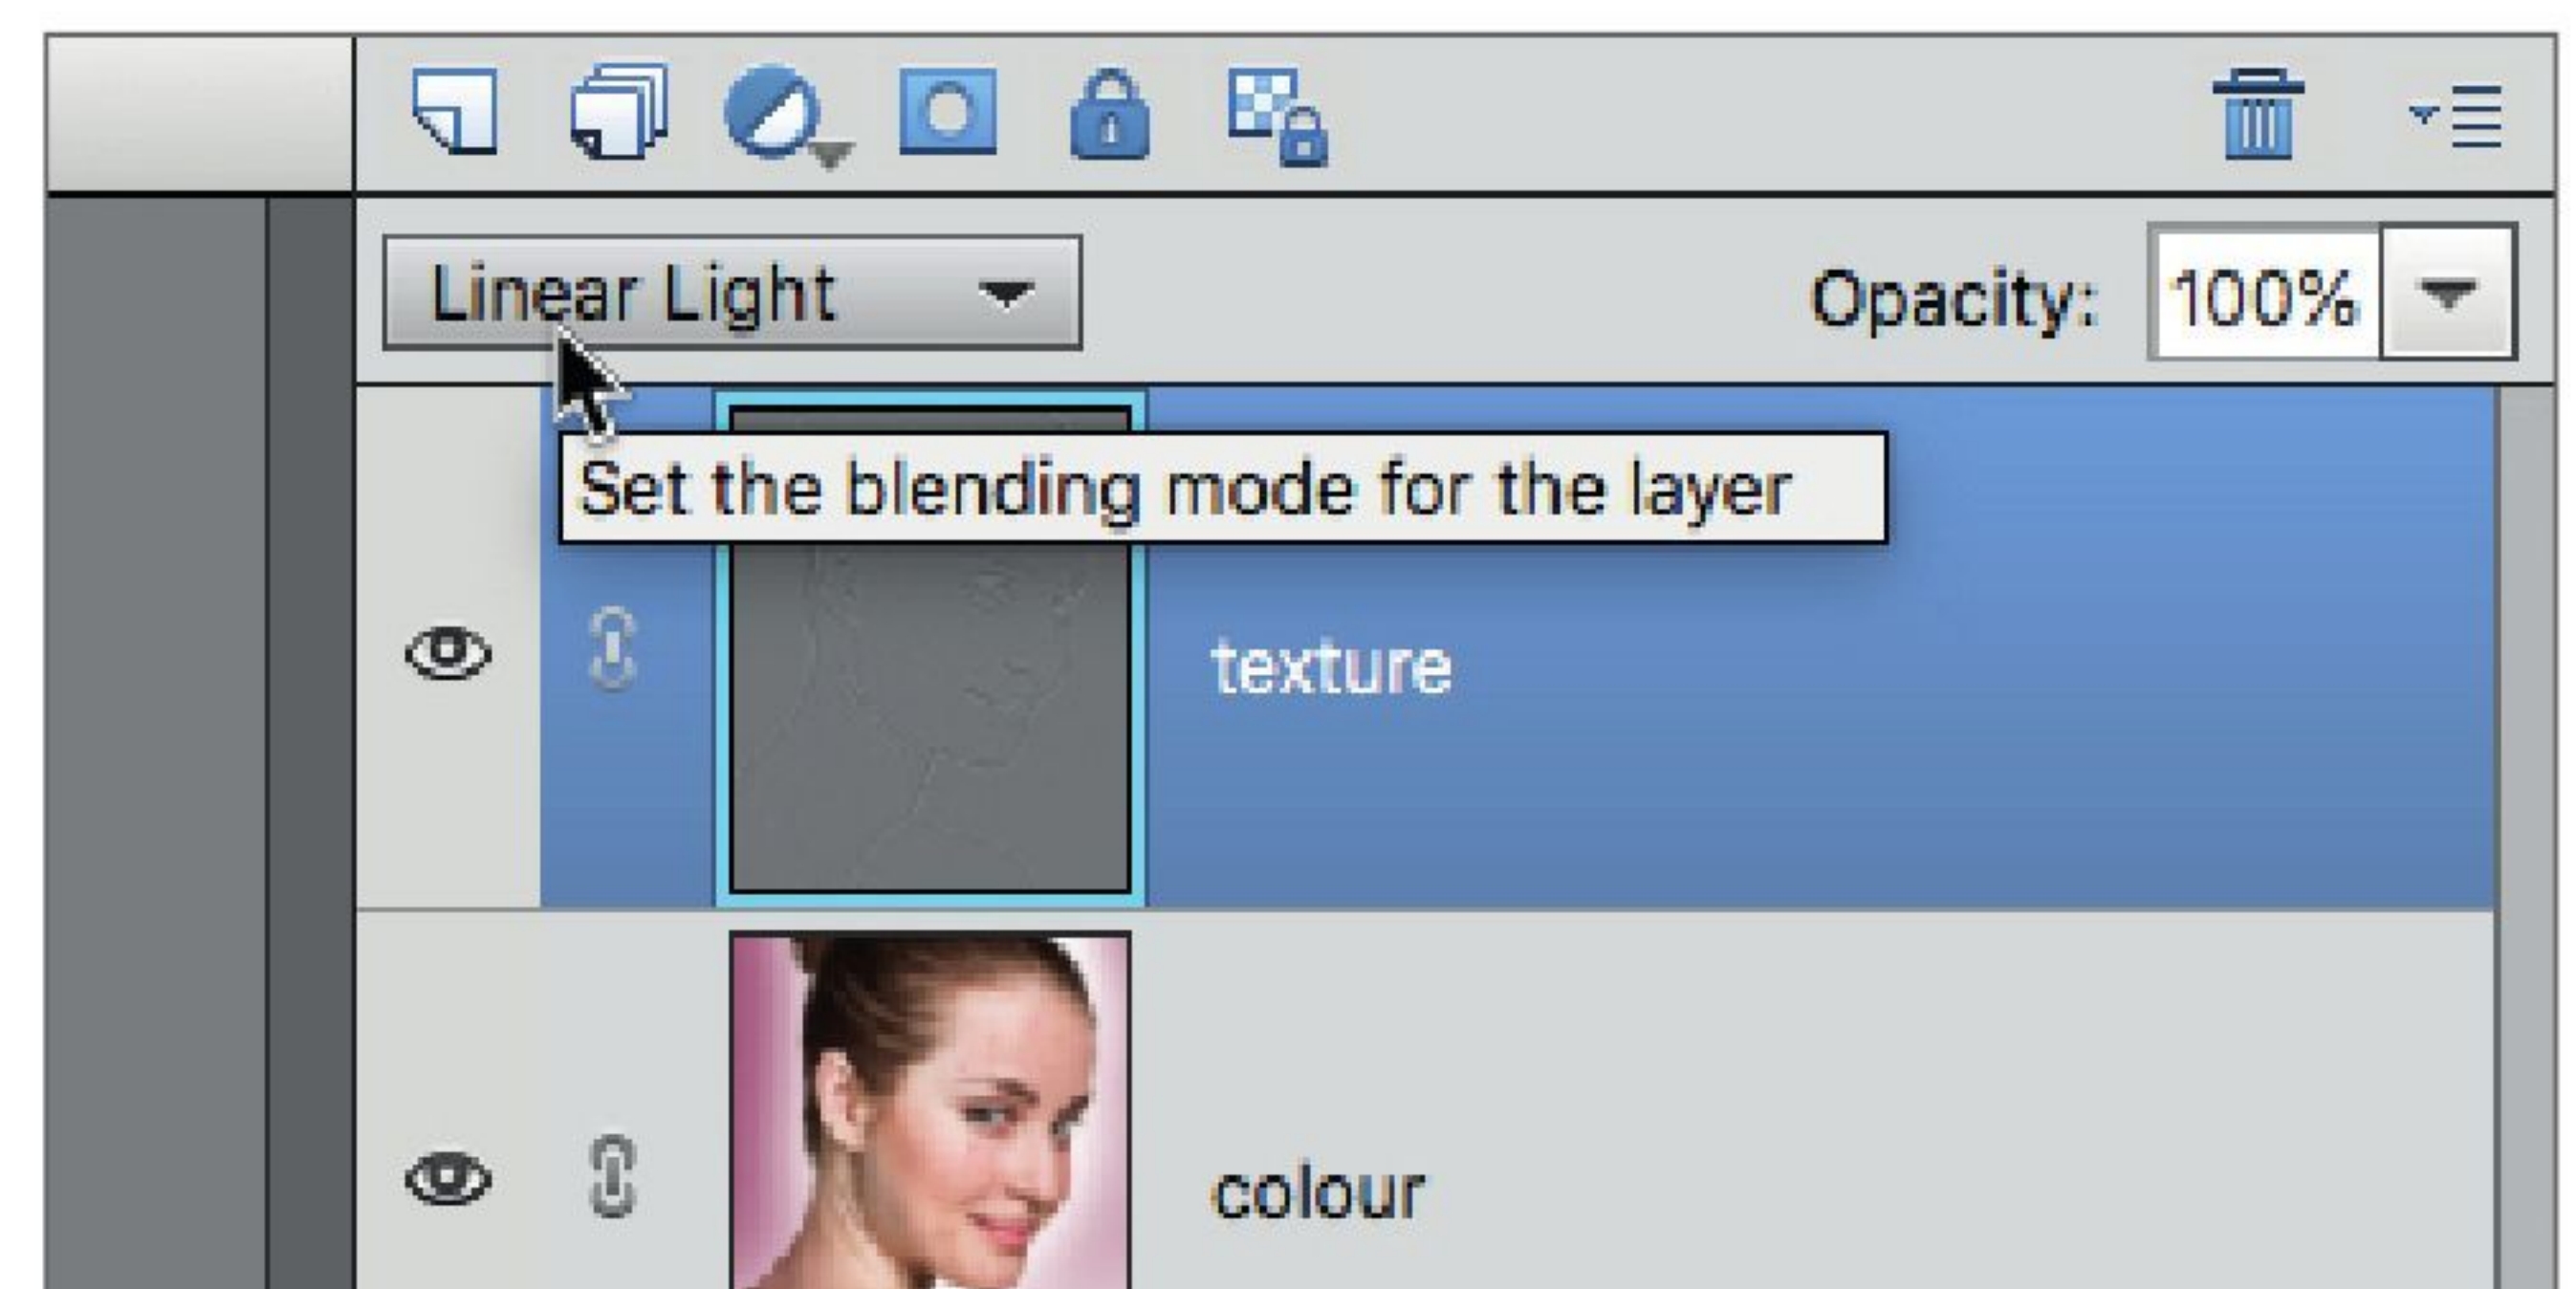 Linear Light
Opacity: 100%
Set the blending mode for the layer
texture
colour